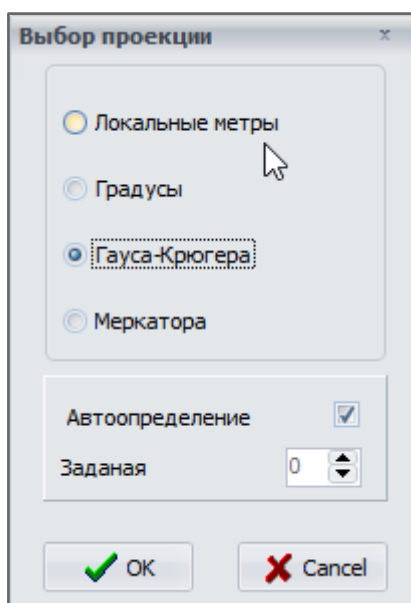 Выбор проекции x
Локальные метры
Градусы
Гауса-Крюгера
Меркатора
Автоопределение
Заданая 0
OK Cancel